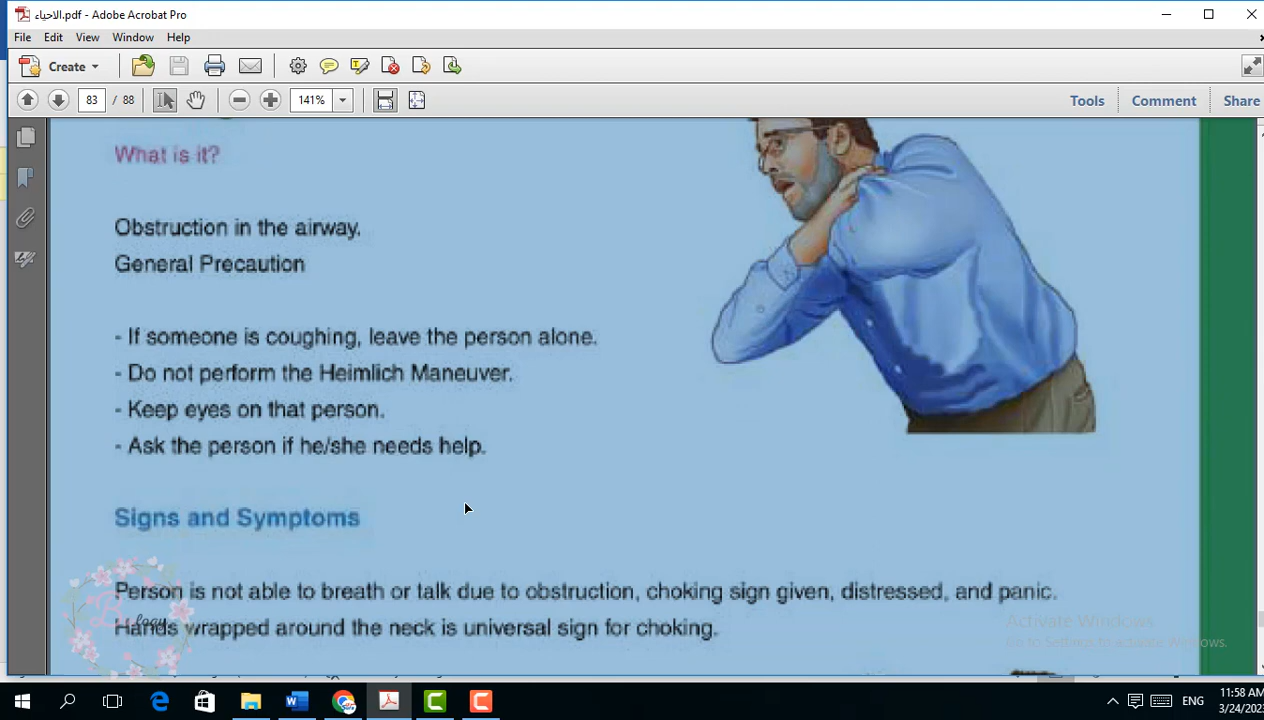 الاحياء.pdf - Adobe Acrobat Pro
File Edit View Window Help
Create
83 / 88 141% Tools Comment Share
What is it?
Obstruction in the airway.
General Precaution
- If someone is coughing, leave the person alone.
- Do not perform the Heimlich Maneuver.
- Keep eyes on that person.
- Ask the person if he/she needs help.
Signs and Symptoms
Person is not able to breath or talk due to obstruction, choking sign given, distressed, and panic.
Hands wrapped around the neck is universal sign for choking.
Activate Windows
Go to Settings to activate Windows.
ENG
11:58 AM